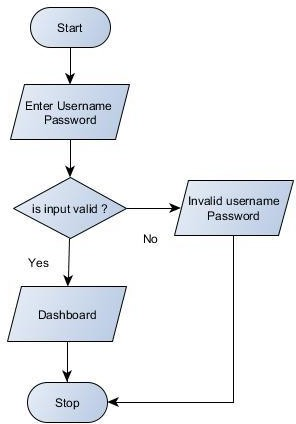 Start
Enter Username
Password
is input valid ?
Invalid username
Password
No
Yes
Dashboard
Stop